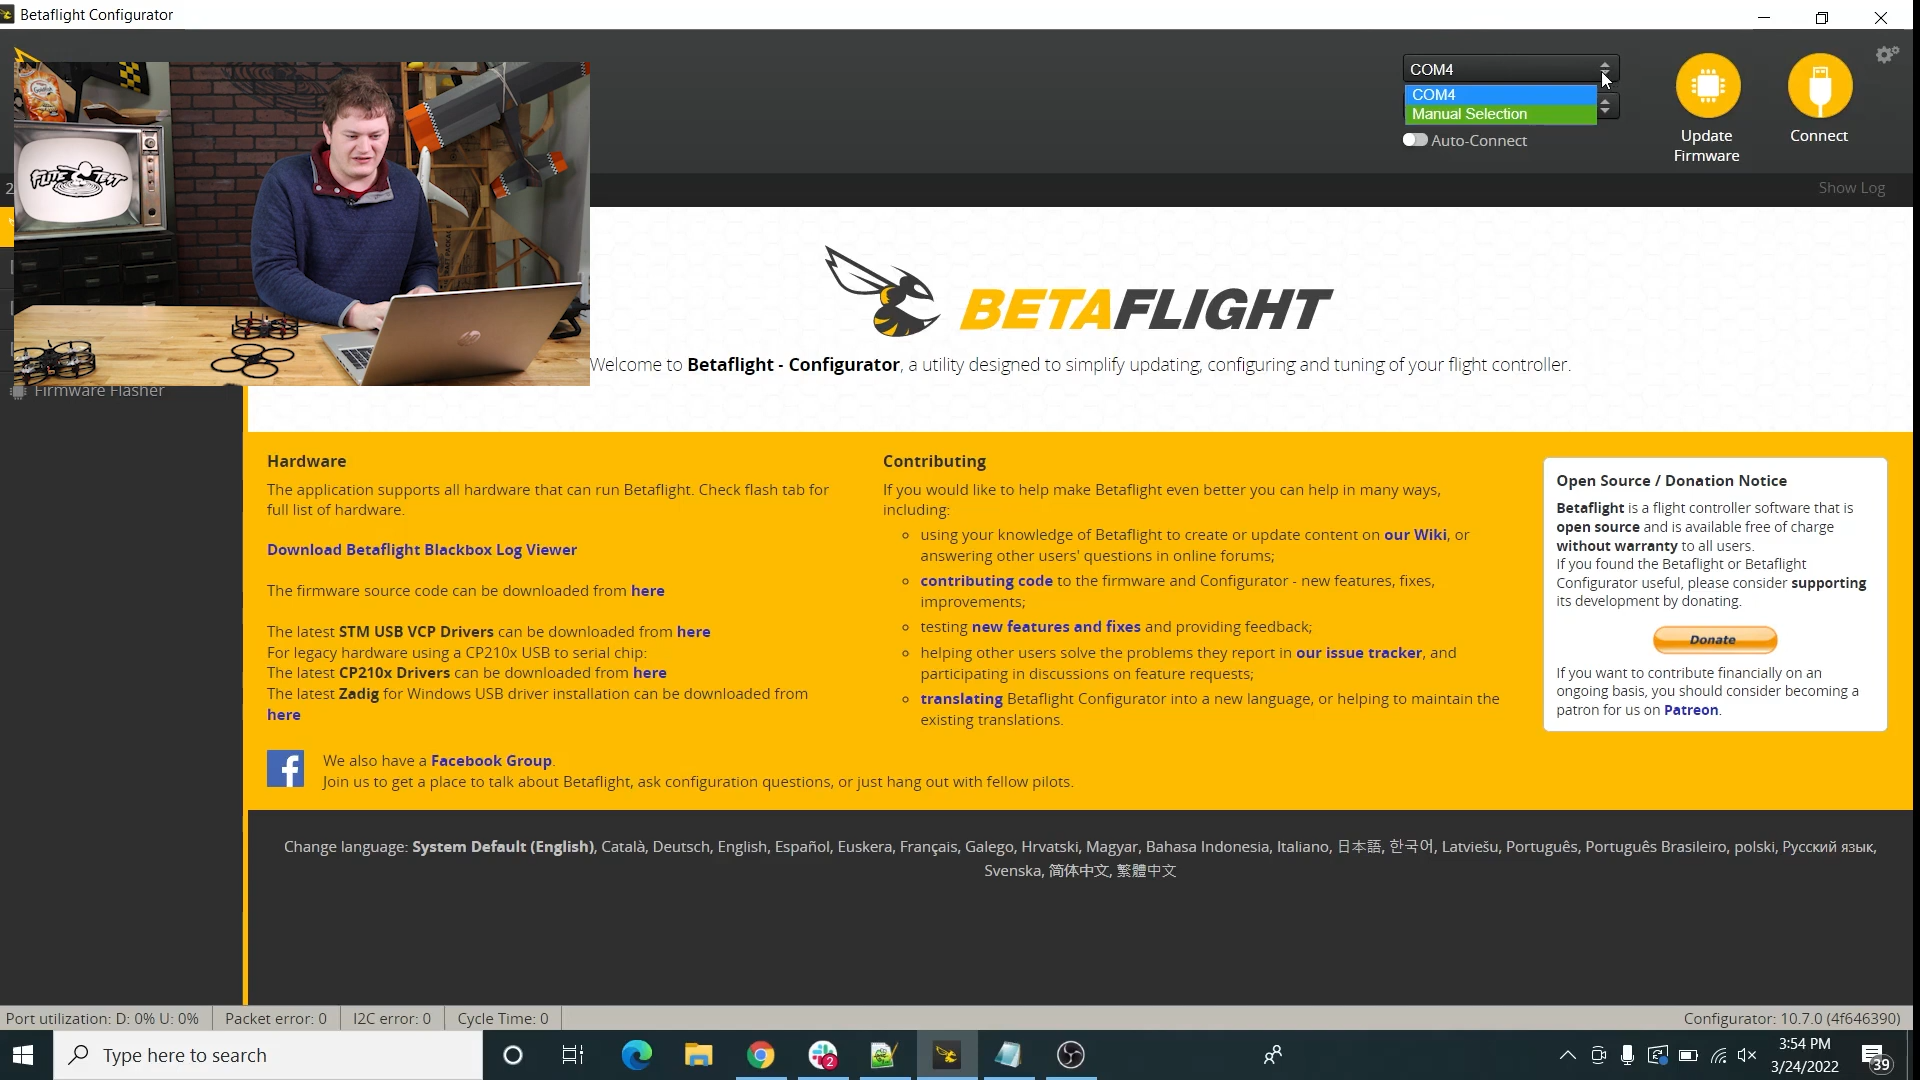 Betaflight Configurator
COM4
COM4
Manual Selection
Auto-Connect
Update
Firmware
Connect
Show Log
2
FLITE TEST
BETAFLIGHT
Welcome to Betaflight - Configurator, a utility designed to simplify updating, configuring and tuning of your flight controller.
Firmware Flasher
Hardware
The application supports all hardware that can run Betaflight. Check flash tab for
full list of hardware.
Download Betaflight Blackbox Log Viewer
The firmware source code can be downloaded from here
The latest STM USB VCP Drivers can be downloaded from here
For legacy hardware using a CP210x USB to serial chip:
The latest CP210x Drivers can be downloaded from here
The latest Zadig for Windows USB driver installation can be downloaded from
here
We also have a Facebook Group.
Join us to get a place to talk about Betaflight, ask configuration questions, or just hang out with fellow pilots.
Contributing
If you would like to help make Betaflight even better you can help in many ways,
including:
using your knowledge of Betaflight to create or update content on our Wiki, or
answering other users' questions in online forums;
contributing code to the firmware and Configurator - new features, fixes,
improvements;
testing new features and fixes and providing feedback;
helping other users solve the problems they report in our issue tracker, and
participating in discussions on feature requests;
translating Betaflight Configurator into a new language, or helping to maintain the
existing translations.
Open Source / Donation Notice
Betaflight is a flight controller software that is
open source and is available free of charge
without warranty to all users.
If you found the Betaflight or Betaflight
Configurator useful, please consider supporting
its development by donating.
Donate
If you want to contribute financially on an
ongoing basis, you should consider becoming a
patron for us on Patreon.
Change language: System Default (English), Català, Deutsch, English, Español, Euskera, Français, Galego, Hrvatski, Magyar, Bahasa Indonesia, Italiano, 日本語, 한국어, Latviešu, Português, Português Brasileiro, polski, Русский язык,
Svenska, 简体中文, 繁體中文
Port utilization: D: 0% U: 0%
Packet error: 0
I2C error: 0
Cycle Time: 0
Configurator: 10.7.0 (4f646390)
Type here to search
2
3:54 PM
3/24/2022
39